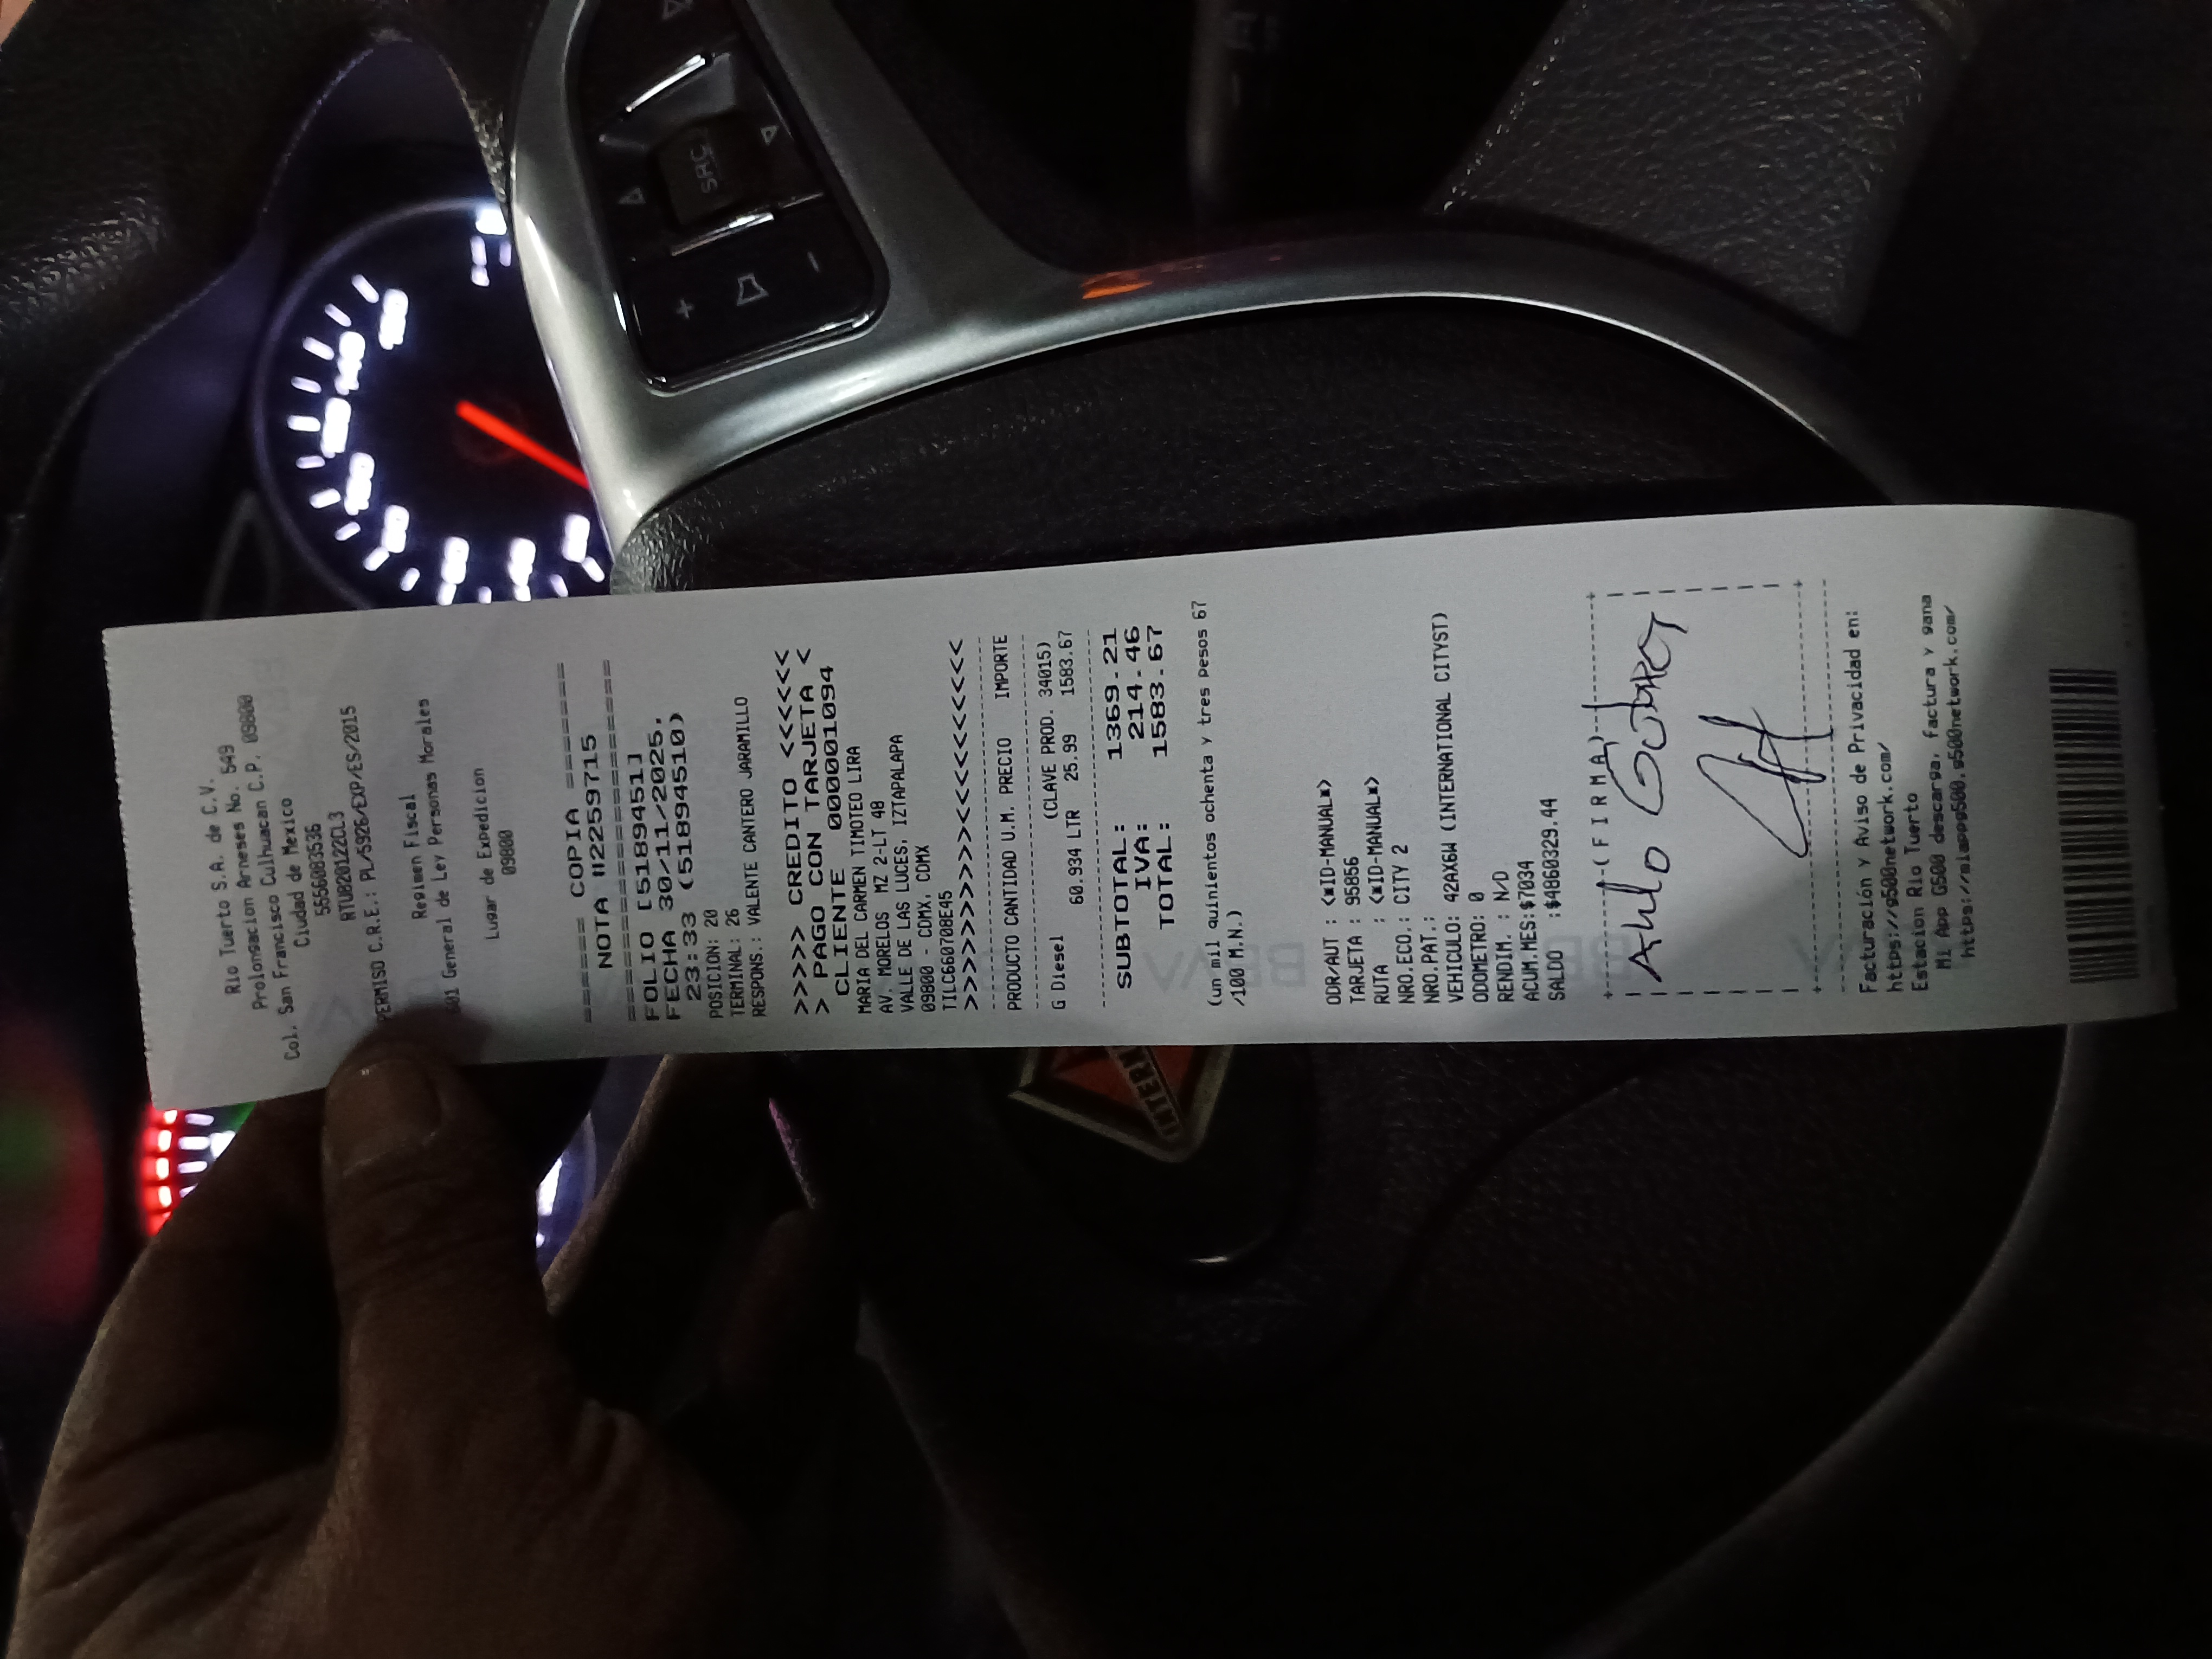 Rio Tuerto S.A. de C.V.
Prolongacion Arneses No. 549
Col. San Francisco Culhuacan C.P. 09800
Ciudad de Mexico
5556083536
RTU820122CL3
PERMISO C.R.E.: PL/5926/EXP/ES/2015
Regimen Fiscal
601 General de Ley Personas Morales
Lugar de Expedicion
09800
===== COPIA =====
NOTA #2259715
FOLIO [51894511]
FECHA 30/11/2025,
23:33 (518945110)
POSICION: 20
TERMINAL: 26
RESPONS.: VALENTE CANTERO JARAMILLO
>>>>> CREDITO <<<<<<
> PAGO CON TARJETA <
CLIENTE 0000001094
MARIA DEL CARMEN TIMOTEO LIRA
AV. MORELOS MZ 2-LT 48
VALLE DE LAS LUCES, IZTAPALAPA
09800 - CDMX, CDMX
TILC660708E45
>>>>>>>>>><<<<<<<<<<
PRODUCTO CANTIDAD U.M. PRECIO IMPORTE
(CLAVE PROD. 34015)
G Diesel 60.934 LTR 25.99 1583.67
SUBTOTAL: 1369.21
IVA: 214.46
TOTAL: 1583.67
(un mil quinientos ochenta y tres pesos 67
/100 M.N.)
ODR/AUT : <*ID-MANUAL*>
TARJETA : 95856
RUTA : <*ID-MANUAL*>
NRO.ECO.: CITY 2
NRO.PAT.:
VEHICULO: 42AX6W (INTERNATIONAL CITYST)
ODOMETRO: 0
RENDIM. : N/D
ACUM.MES:$7034
SALDO :$4860329.44
(F I R M A)
Facturación y Aviso de Privacidad en:
https://g500network.com/
Estacion Rio Tuerto
Mi App G500 descarga, factura y gana
https://miappg500.g500network.com/
SRC
+
-
INTER